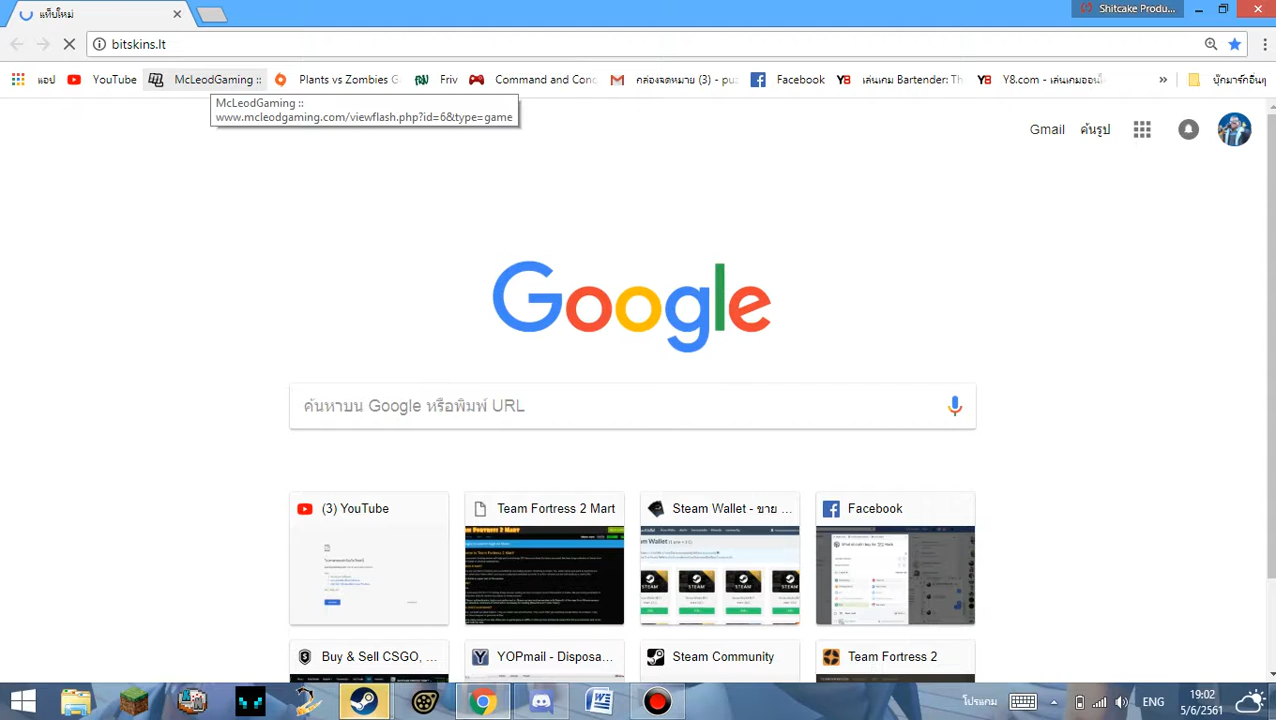 แท็บใหม่
Shitcake Produ...
bitskins.lt
แอป
YouTube
McLeodGaming ::
Plants vs Zombies G
Friv
Command and Conq
กล่องจดหมาย (3) - puz
Facebook
เล่นเกม Bartender: Th
Y8.com - เล่นเกมออนไ
»
บุ๊กมาร์กอื่นๆ
McLeodGaming ::
www.mcleodgaming.com/viewflash.php?id=6&type=game
Gmail
ค้นรูป
Google
ค้นหาบน Google หรือพิมพ์ URL
(3) YouTube
Team Fortress 2 Mart
Steam Wallet - ขาย ...
Facebook
Buy & Sell CSGO, ...
YOPmail - Disposa...
Steam Community
Team Fortress 2
โปรแกรม
ENG
19:02
5/6/2561